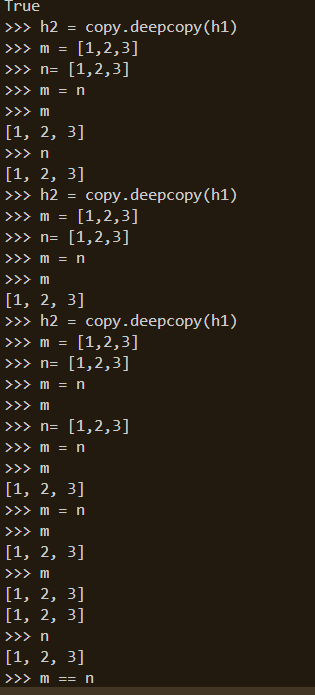 True
>>> h2 = copy.deepcopy(h1)
>>> m = [1,2,3]
>>> n= [1,2,3]
>>> m = n
>>> m
[1, 2, 3]
>>> n
[1, 2, 3]
>>> h2 = copy.deepcopy(h1)
>>> m = [1,2,3]
>>> n= [1,2,3]
>>> m = n
>>> m
[1, 2, 3]
>>> h2 = copy.deepcopy(h1)
>>> m = [1,2,3]
>>> n= [1,2,3]
>>> m = n
>>> m
>>> n= [1,2,3]
>>> m = n
>>> m
[1, 2, 3]
>>> m = n
>>> m
[1, 2, 3]
>>> m
[1, 2, 3]
[1, 2, 3]
>>> n
[1, 2, 3]
>>> m == n